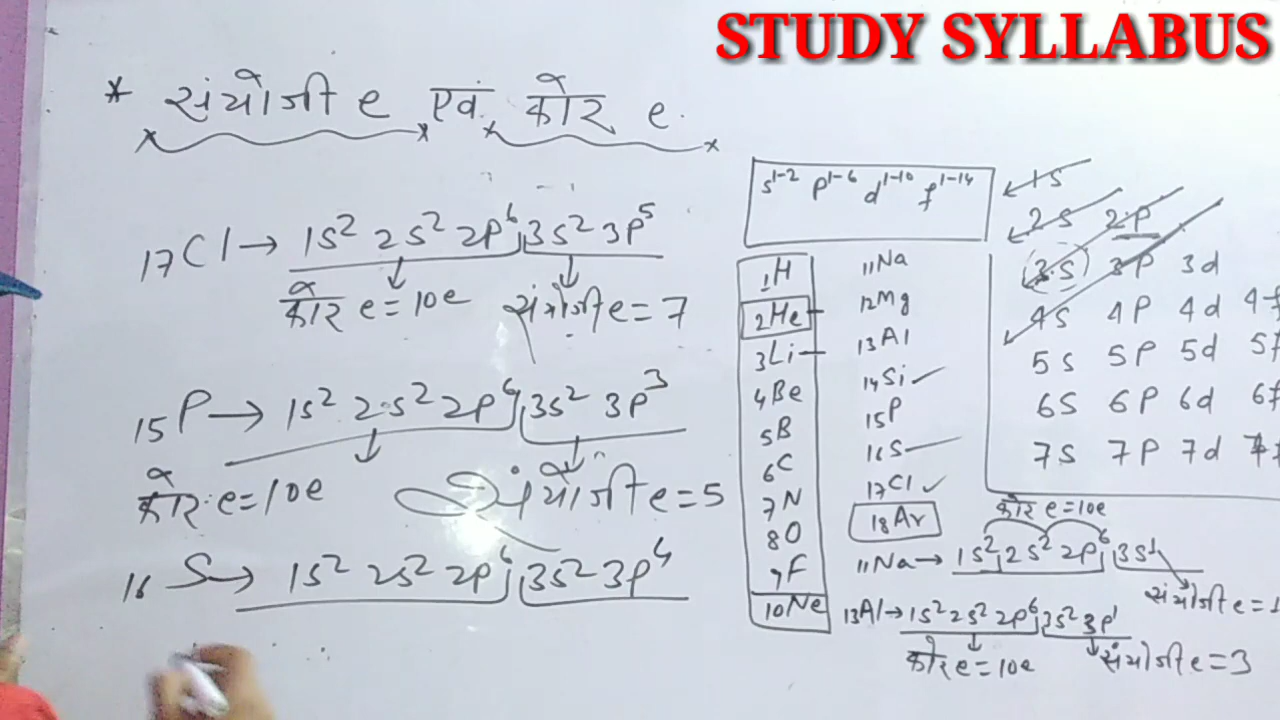 STUDY SYLLABUS
* संयोजी e एवं कोर e.
₁₇Cl → 1s² 2s² 2p⁶ 3s² 3p⁵
कोर e = 10e संयोजी e = 7
₁₅P → 1s² 2s² 2p⁶ 3s² 3p³
कोर e = 10e संयोजी e = 5
₁₆S → 1s² 2s² 2p⁶ 3s² 3p⁴
s¹⁻² p¹⁻⁶ d¹⁻¹⁰ f¹⁻¹⁴
₁H
₂He
₃Li
₄Be
₅B
₆C
₇N
₈O
₉F
₁₀Ne
₁₁Na
₁₂Mg
₁₃Al
₁₄Si ✓
₁₅P
₁₆S
₁₇Cl ✓
₁₈Ar
1s
2s 2p
3s 3p 3d
4s 4p 4d 4f
5s 5p 5d 5f
6s 6p 6d 6f
7s 7p 7d 7f
कोर e = 10e
₁₁Na → 1s² 2s² 2p⁶ 3s¹
संयोजी e = 1
₁₃Al → 1s² 2s² 2p⁶ 3s² 3p¹
कोर e = 10e संयोजी e = 3